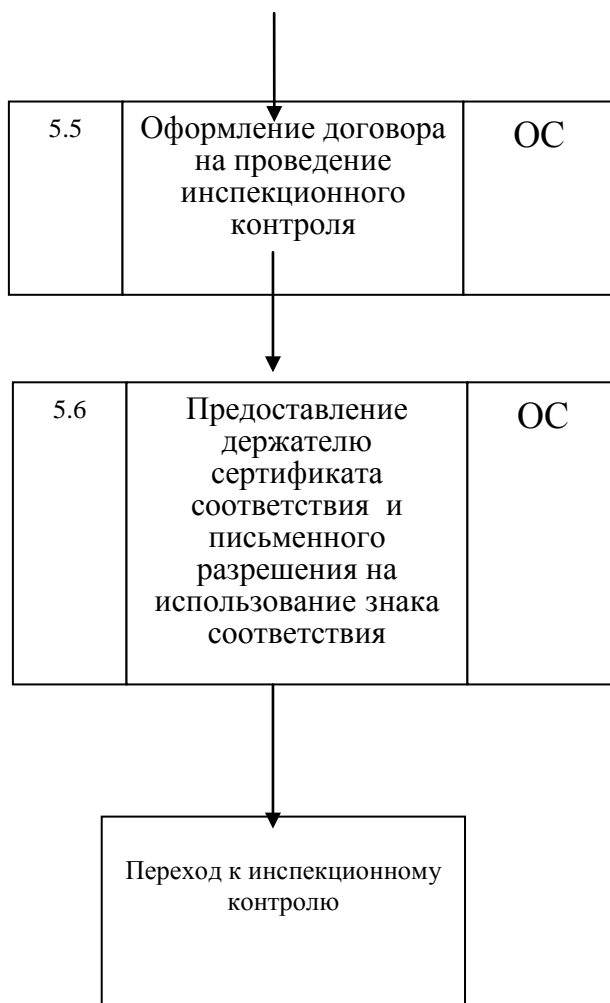 5.5
Оформление договора
на проведение
инспекционного
контроля
ОС
5.6
Предоставление
держателю
сертификата
соответствия и
письменного
разрешения на
использование знака
соответствия
ОС
Переход к инспекционному
контролю